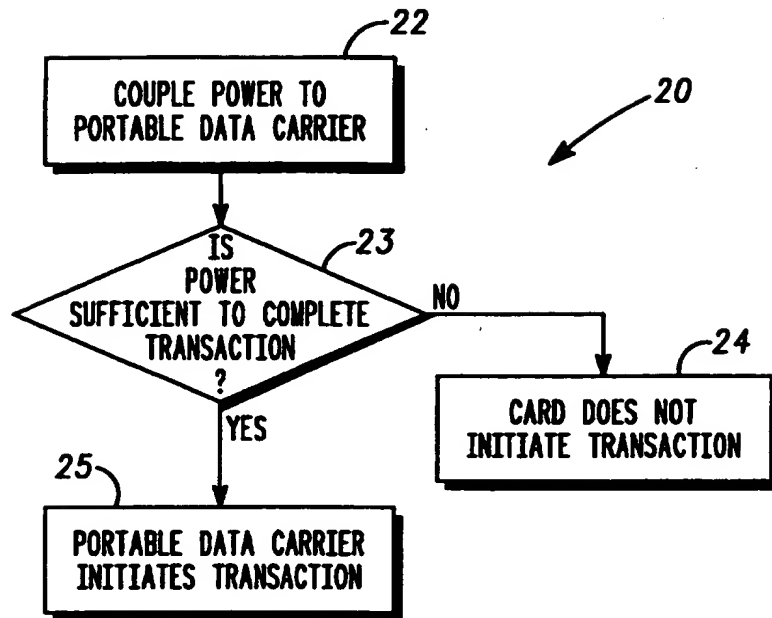 22
COUPLE POWER TO
PORTABLE DATA CARRIER
20
23
IS
POWER
SUFFICIENT TO COMPLETE
TRANSACTION
?
NO
24
CARD DOES NOT
INITIATE TRANSACTION
YES
25
PORTABLE DATA CARRIER
INITIATES TRANSACTION